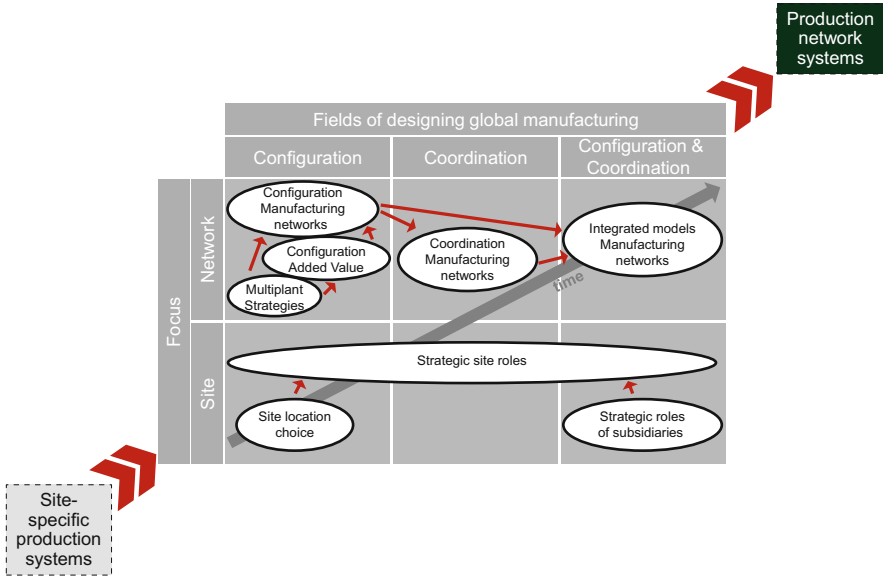 Production
network
systems
Fields of designing global manufacturing
Configuration
Coordination
Configuration &
Coordination
Focus
Network
Configuration
Manufacturing
networks
Configuration
Added Value
Multiplant
Strategies
Coordination
Manufacturing
networks
Integrated models
Manufacturing
networks
time
Site
Strategic site roles
Site location
choice
Strategic roles
of subsidiaries
Site-
specific
production
systems